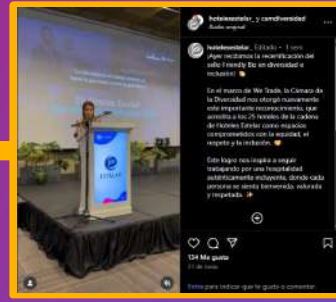 hotelesestelar_ y camdiversidad
Audio original
hotelesestelar_ Editado • 1 sem
¡Ayer recibimos la recertificación del
sello Friendly Biz en diversidad e
inclusión!
En el marco de We Trade, la Cámara de
la Diversidad nos otorgó nuevamente
este importante reconocimiento, que
acredita a los 25 hoteles de la cadena
de Hoteles Estelar como espacios
comprometidos con la equidad, el
respeto y la inclusión.
Este logro nos inspira a seguir
trabajando por una hospitalidad
auténticamente incluyente, donde cada
persona se sienta bienvenida, valorada
y respetada.
134 Me gusta
para indicar que te gusta o comentar.
ESTELAR